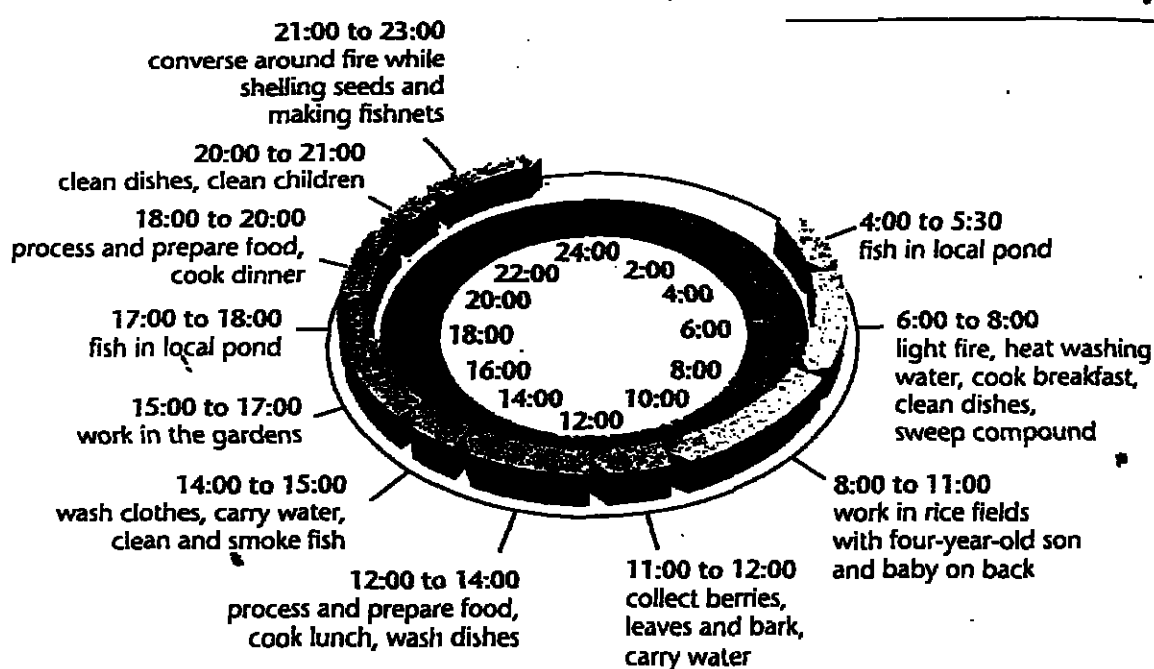 21:00 to 23:00
converse around fire while
shelling seeds and
making fishnets
20:00 to 21:00
clean dishes, clean children
18:00 to 20:00
process and prepare food,
cook dinner
17:00 to 18:00
fish in local pond
15:00 to 17:00
work in the gardens
14:00 to 15:00
wash clothes, carry water,
clean and smoke fish
12:00 to 14:00
process and prepare food,
cook lunch, wash dishes
11:00 to 12:00
collect berries,
leaves and bark,
carry water
8:00 to 11:00
work in rice fields
with four-year-old son
and baby on back
6:00 to 8:00
light fire, heat washing
water, cook breakfast,
clean dishes,
sweep compound
4:00 to 5:30
fish in local pond
24:00
2:00
4:00
6:00
8:00
10:00
12:00
14:00
16:00
18:00
20:00
22:00